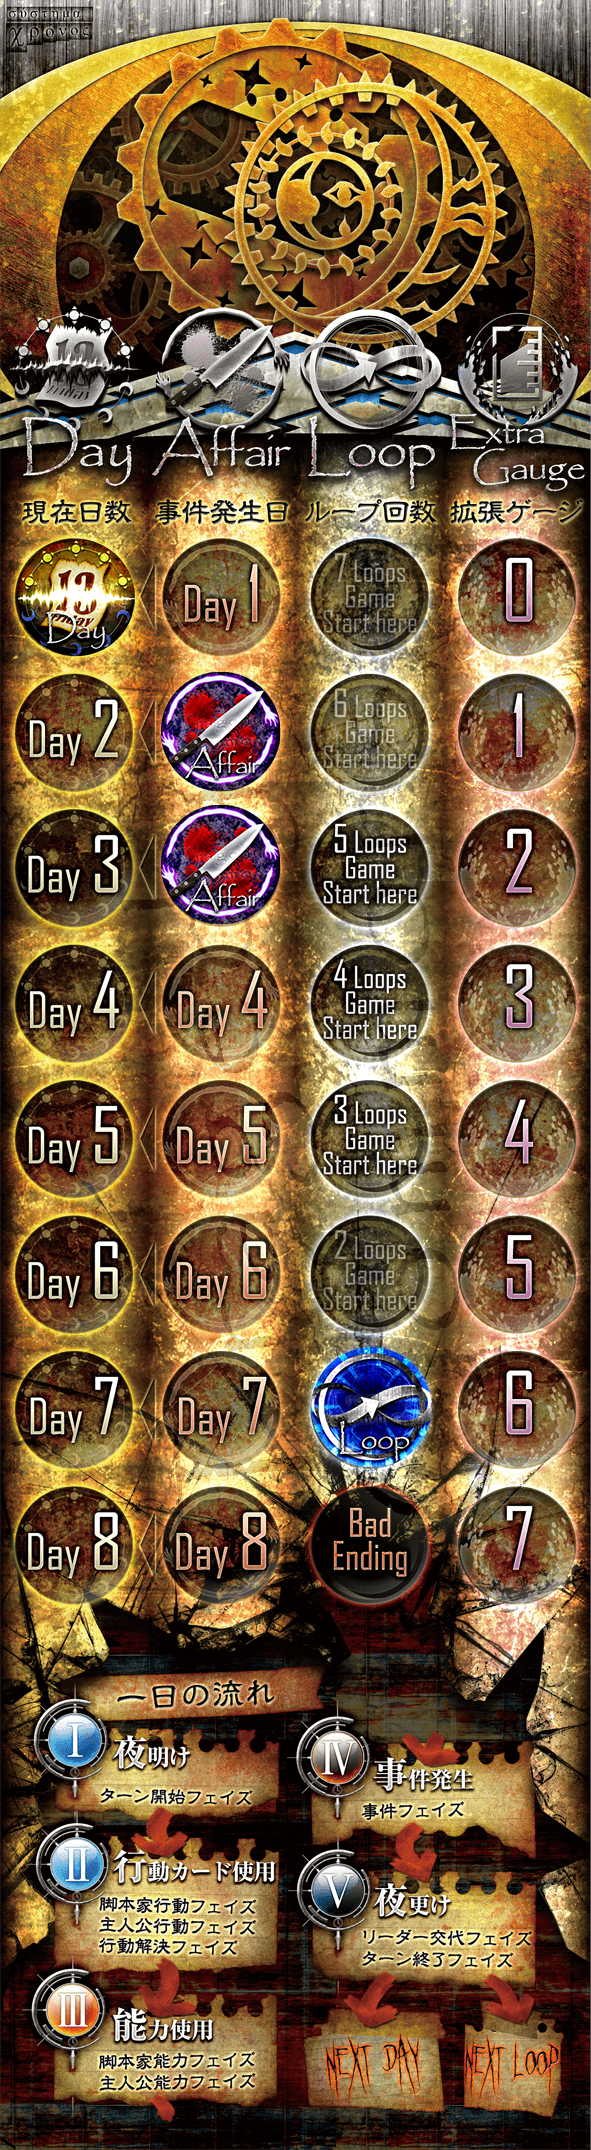 σύστημα
χρόνος
Day Affair Loop Extra Gauge
現在日数 事件発生日 ループ回数 拡張ゲージ
13
Day
Day 1
7 Loops
Game
Start here
0
Day 2
Affair
6 Loops
Game
Start here
1
Day 3
Affair
5 Loops
Game
Start here
2
Day 4
Day 4
4 Loops
Game
Start here
3
Day 5
Day 5
3 Loops
Game
Start here
4
Day 6
Day 6
2 Loops
Game
Start here
5
Day 7
Day 7
Loop
6
Day 8
Day 8
Bad
Ending
7
一日の流れ
I
夜明け
ターン開始フェイズ
II
行動カード使用
脚本家行動フェイズ
主人公行動フェイズ
行動解決フェイズ
III
能力使用
脚本家能力フェイズ
主人公能力フェイズ
IV
事件発生
事件フェイズ
V
夜更け
リーダー交代フェイズ
ターン終了フェイズ
NEXT DAY
NEXT LOOP